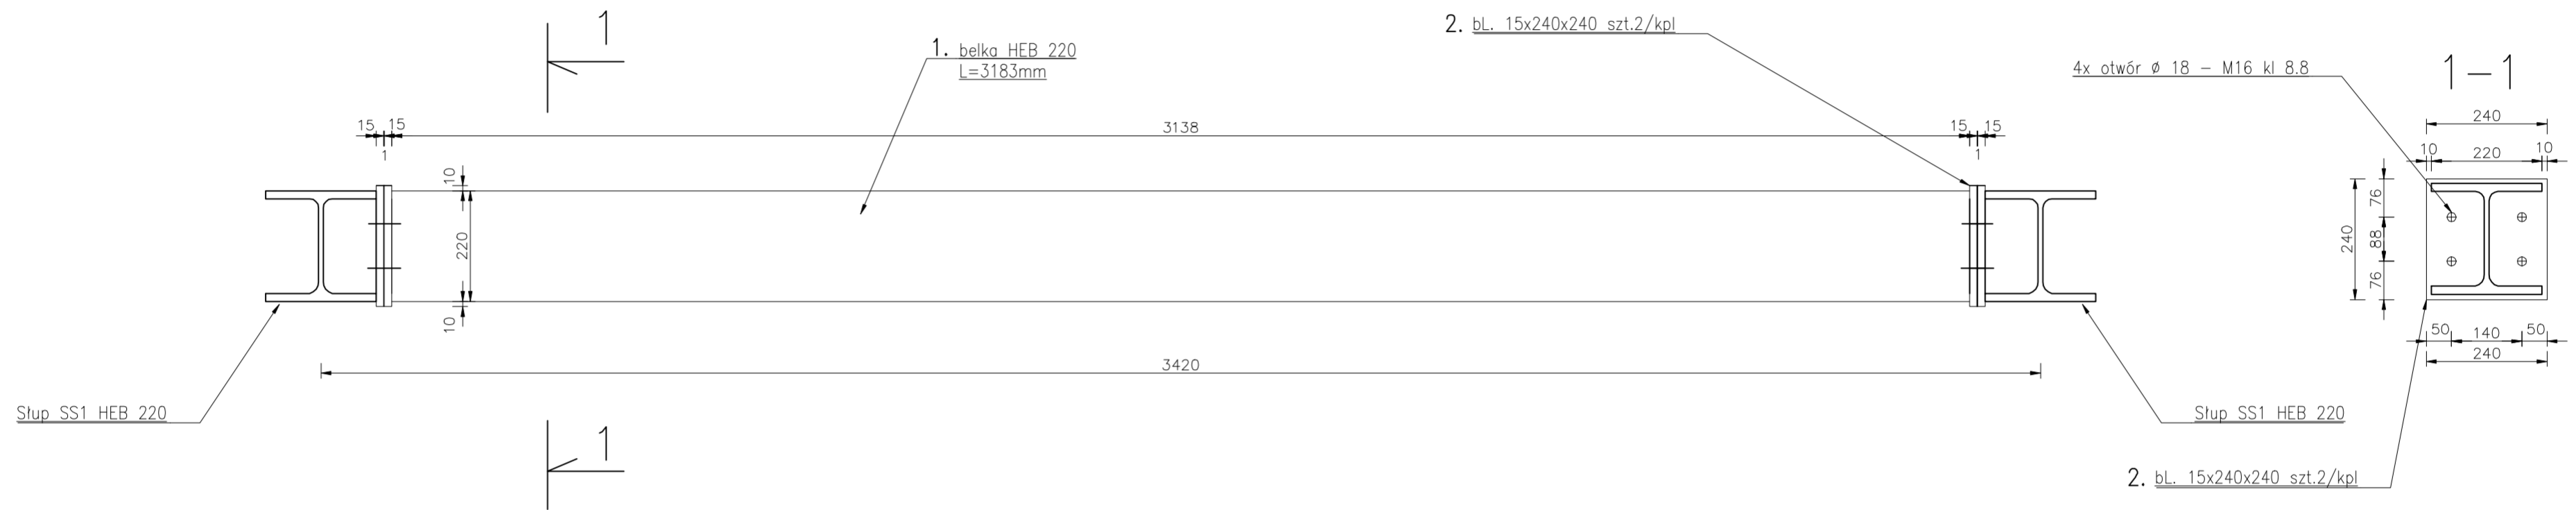 1
2. bL. 15x240x240 szt.2/kpl
1. belka HEB 220
L=3183mm
4x otwór ø 18 – M16 kl 8.8
1–1
15 15
1
3138
15 15
1
240
10 220 10
10
220
10
76
88
76
240
50 140 50
240
3420
Słup SS1 HEB 220
Słup SS1 HEB 220
1
2. bL. 15x240x240 szt.2/kpl